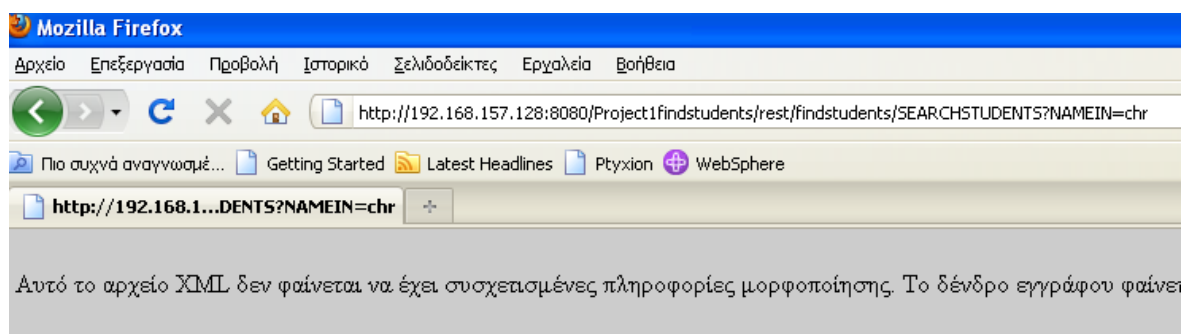 Mozilla Firefox
Αρχείο Επεξεργασία Προβολή Ιστορικό Σελιδοδείκτες Εργαλεία Βοήθεια
http://192.168.157.128:8080/Project1findstudents/rest/findstudents/SEARCHSTUDENTS?NAMEIN=chr
Πιο συχνά αναγνωσμέ... Getting Started Latest Headlines Ptyxion WebSphere
http://192.168.1...DENTS?NAMEIN=chr
Αυτό το αρχείο XML δεν φαίνεται να έχει συσχετισμένες πληροφορίες μορφοποίησης. Το δένδρο εγγράφου φαίνετ